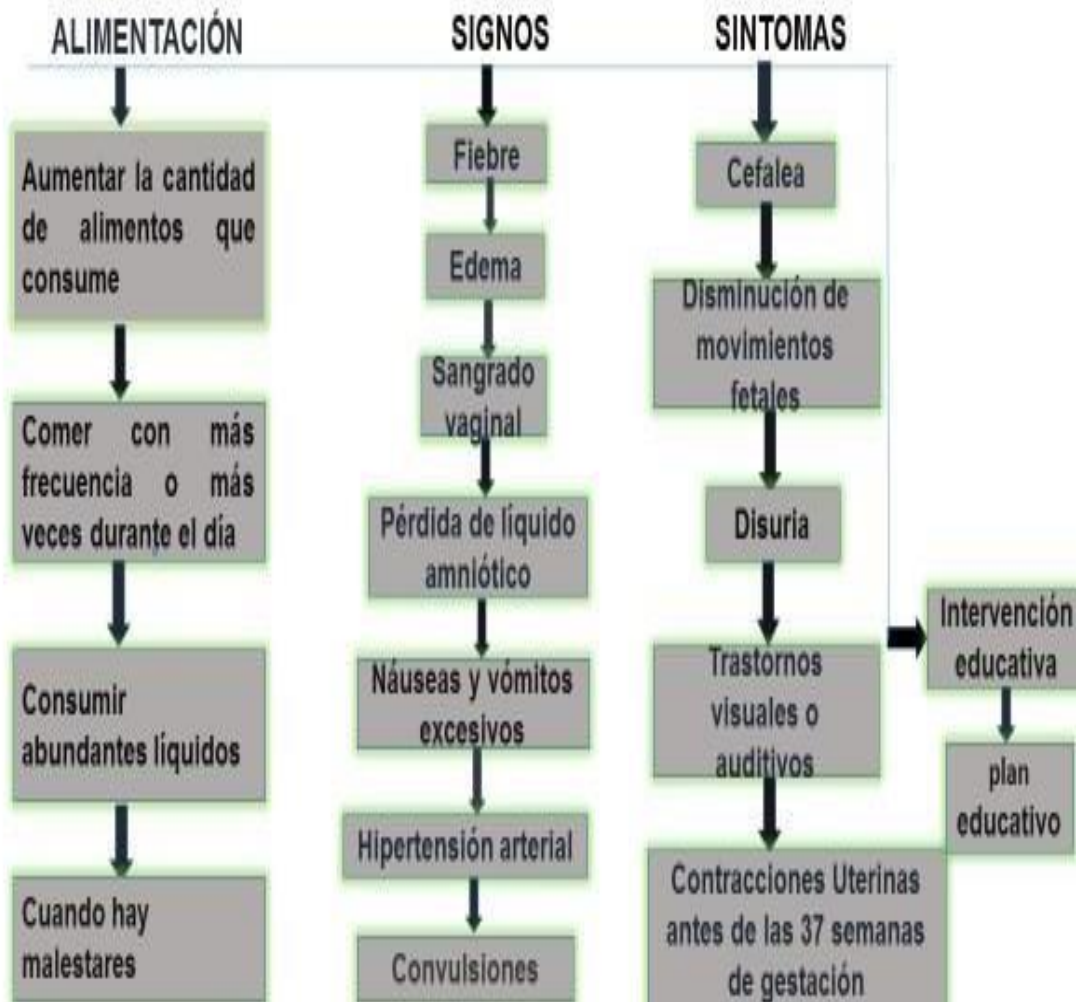 ALIMENTACIÓN
Aumentar la cantidad
de alimentos que
consume
Comer con más
frecuencia o más
veces durante el día
Consumir
abundantes líquidos
Cuando hay
malestares
SIGNOS
Fiebre
Edema
Sangrado
vaginal
Pérdida de líquido
amniótico
Náuseas y vómitos
excesivos
Hipertensión arterial
Convulsiones
SINTOMAS
Cefalea
Disminución de
movimientos
fetales
Disuria
Trastornos
visuales o
auditivos
Contracciones Uterinas
antes de las 37 semanas
de gestación
Intervención
educativa
plan
educativo